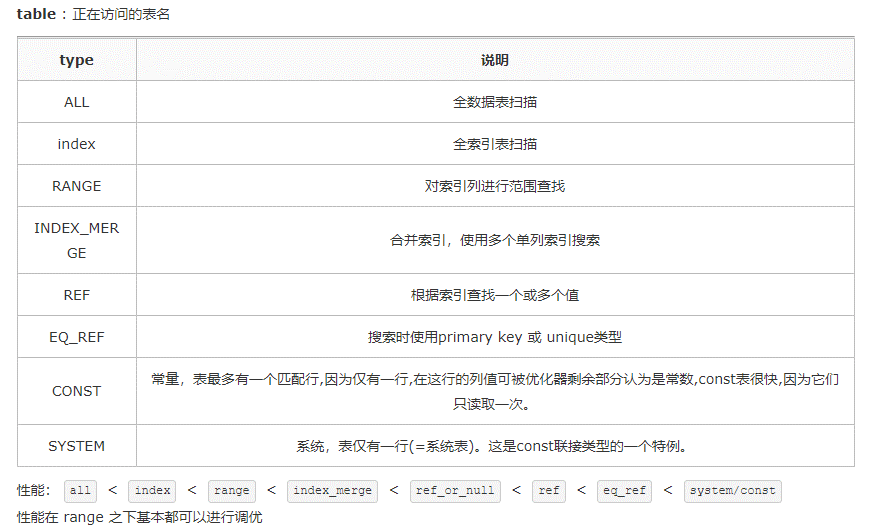 table : 正在访问的表名
type 说明
ALL 全数据表扫描
index 全索引表扫描
RANGE 对索引列进行范围查找
INDEX_MER
GE
合并索引，使用多个单列索引搜索
REF 根据索引查找一个或多个值
EQ_REF 搜索时使用primary key 或 unique类型
CONST
常量，表最多有一个匹配行,因为仅有一行,在这行的列值可被优化器剩余部分认为是常数,const表很快,因为它们
只读取一次。
SYSTEM 系统，表仅有一行(=系统表)。这是const联接类型的一个特例。
性能： all < index < range < index_merge < ref_or_null < ref < eq_ref < system/const
性能在 range 之下基本都可以进行调优